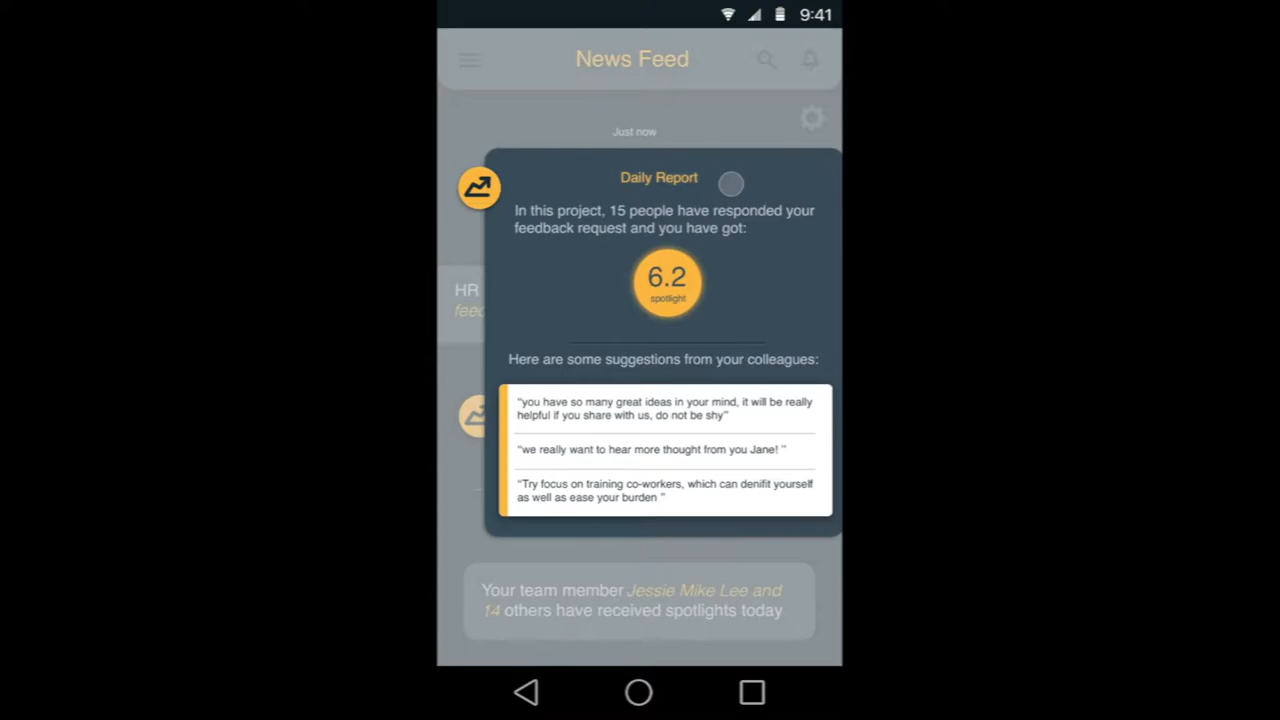 9:41
News Feed
Just now
Daily Report
In this project, 15 people have responded your
feedback request and you have got:
6.2
spotlight
HR
feed
Here are some suggestions from your colleagues:
“you have so many great ideas in your mind, it will be really
helpful if you share with us, do not be shy”
“we really want to hear more thought from you Jane! ”
“Try focus on training co-workers, which can denifit yourself
as well as ease your burden ”
Your team member Jessie Mike Lee and
14 others have received spotlights today